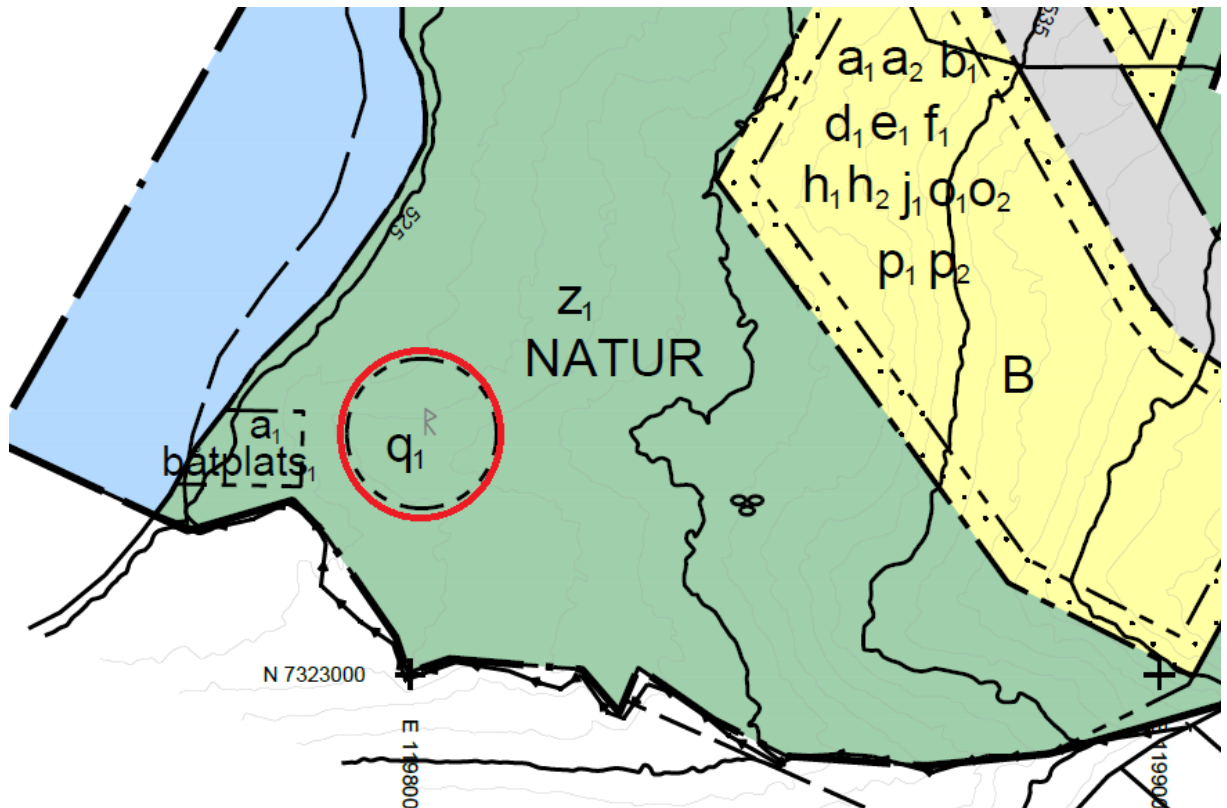 535
a₁ a₂ b₁
d₁ e₁ f₁
h₁ h₂ j₁ o₁ o₂
p₁ p₂
525
z₁
NATUR
B
a₁
båtplats₁
q₁
N 7323000
E 119800